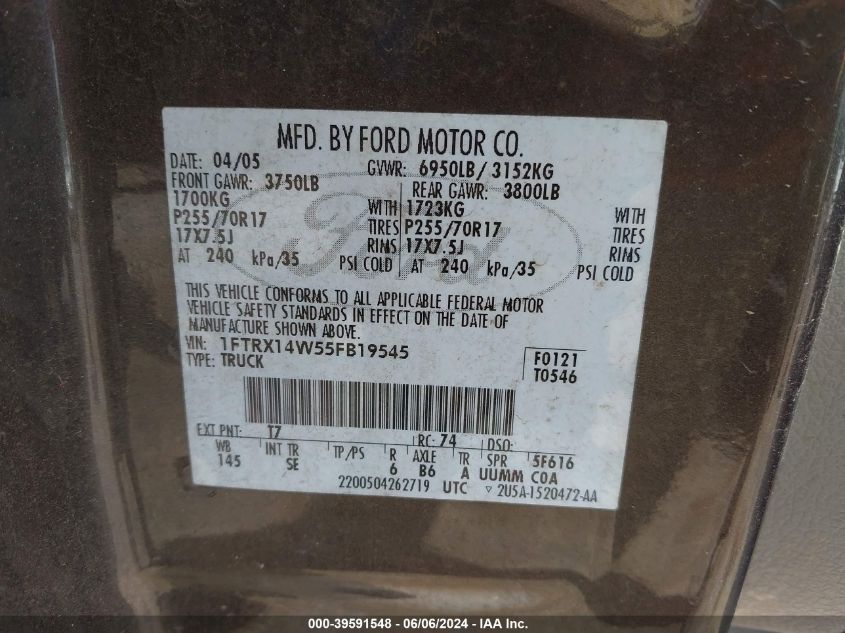 MFD. BY FORD MOTOR CO.
DATE: 04/05 GVWR: 6950LB/ 3152KG
FRONT GAWR: 3750LB REAR GAWR: 3800LB
1700KG WITH 1723KG WITH
P255/70R17 TIRES P255/70R17 TIRES
17X7.5J RIMS 17X7.5J RIMS
AT 240 kPa/35 PSI COLD AT 240 kPa/35 PSI COLD
Ford
THIS VEHICLE CONFORMS TO ALL APPLICABLE FEDERAL MOTOR
VEHICLE SAFETY STANDARDS IN EFFECT ON THE DATE OF
MANUFACTURE SHOWN ABOVE.
VIN: 1FTRX14W55FB19545 F0121
TYPE: TRUCK T0546
EXT PNT: T7 RC: 74 DSO:
WB INT TR TP/PS R AXLE TR SPR 5F616
145 SE 6 B6 A UUMM COA
2200504262719 UTC ▽ 2U5A-1520472-AA
000-39591548 - 06/06/2024 - IAA Inc.